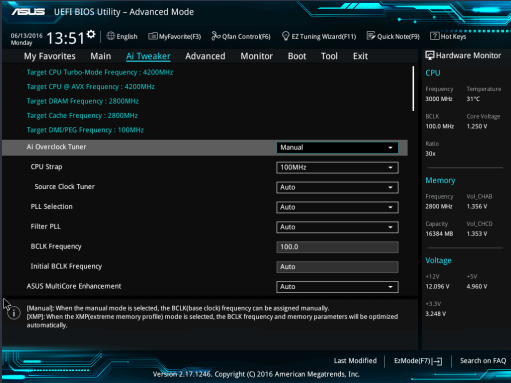 ASUS UEFI BIOS Utility – Advanced Mode
06/13/2016 Monday 13:51 English MyFavorite(F3) Qfan Control(F6) EZ Tuning Wizard(F11) Quick Note(F9) Hot Keys
My Favorites Main Ai Tweaker Advanced Monitor Boot Tool Exit
Hardware Monitor
Target CPU Turbo-Mode Frequency : 4200MHz
Target CPU @ AVX Frequency : 4200MHz
Target DRAM Frequency : 2800MHz
Target Cache Frequency : 2800MHz
Target DMI/PEG Frequency : 100MHz
Ai Overclock Tuner Manual
CPU Strap 100MHz
Source Clock Tuner Auto
PLL Selection Auto
Filter PLL Auto
BCLK Frequency 100.0
Initial BCLK Frequency Auto
ASUS MultiCore Enhancement Auto
[Manual]: When the manual mode is selected, the BCLK(base clock) frequency can be assigned manually.
[XMP]: When the XMP(extreme memory profile) mode is selected, the BCLK frequency and memory parameters will be optimized
automatically.
CPU
Frequency Temperature
3000 MHz 31°C
BCLK Core Voltage
100.0 MHz 1.250 V
Ratio
30x
Memory
Frequency Vol_CHAB
2800 MHz 1.356 V
Capacity Vol_CHCD
16384 MB 1.353 V
Voltage
+12V +5V
12.096 V 4.960 V
+3.3V
3.248 V
Last Modified EzMode(F7) Search on FAQ
Version 2.17.1246. Copyright (C) 2016 American Megatrends, Inc.